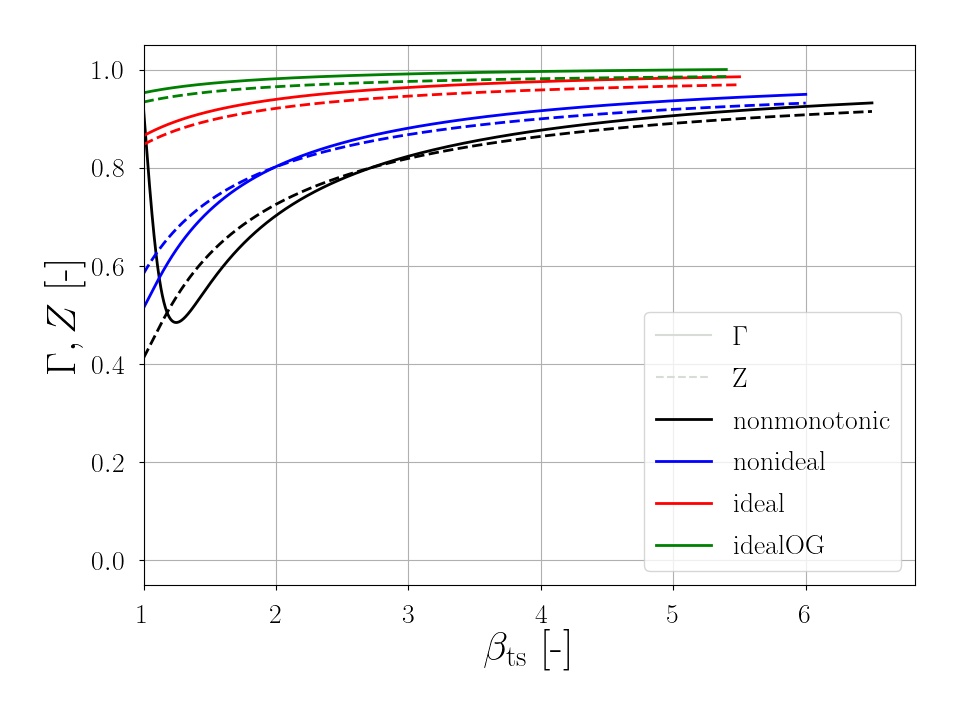 1.0
0.8
0.6
0.4
0.2
0.0
Γ, Z [-]
1 2 3 4 5 6
β_ts [-]
Γ
Z
nonmonotonic
nonideal
ideal
idealOG